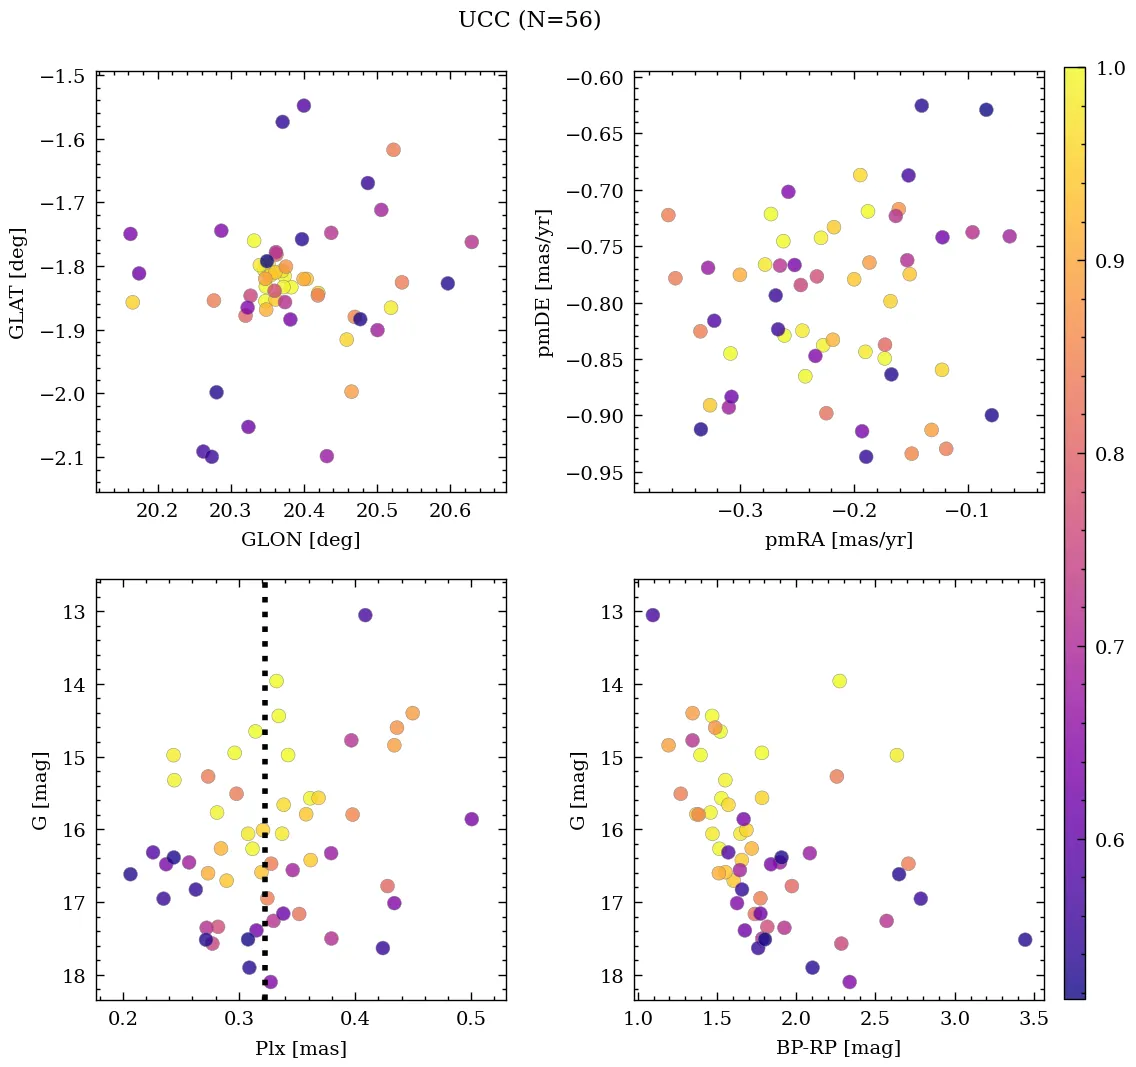 UCC (N=56)
−1.5
−1.6
−1.7
−1.8
−1.9
−2.0
−2.1
GLAT [deg]
20.2 20.3 20.4 20.5 20.6
GLON [deg]
−0.60
−0.65
−0.70
−0.75
−0.80
−0.85
−0.90
−0.95
pmDE [mas/yr]
−0.3 −0.2 −0.1
pmRA [mas/yr]
1.0
0.9
0.8
0.7
0.6
13
14
15
16
17
18
G [mag]
0.2 0.3 0.4 0.5
Plx [mas]
13
14
15
16
17
18
G [mag]
1.0 1.5 2.0 2.5 3.0 3.5
BP-RP [mag]